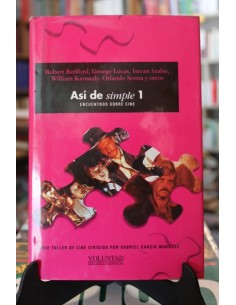 Robert Redford, George Lucas, Istvan Szabo,
William Kennedy, Orlando Senna y otros
Así de simple 1
ENCUENTROS SOBRE CINE
TALLER DE CINE DIRIGIDO POR GABRIEL GARCÍA MÁRQUEZ
VOLUNTAD